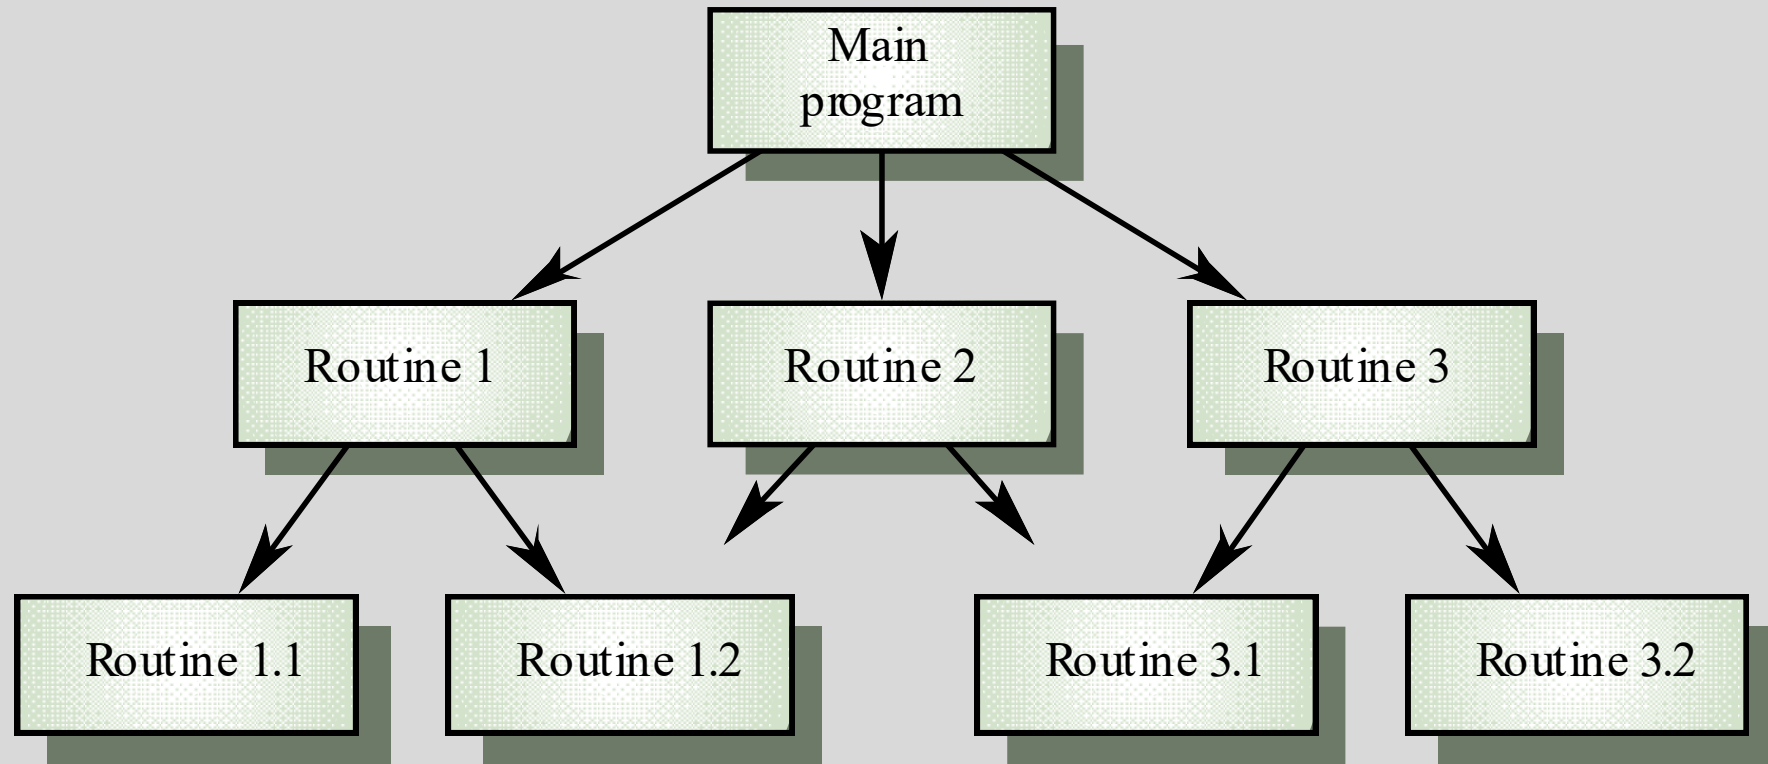 Main
program
Routine 1
Routine 2
Routine 3
Routine 1.1
Routine 1.2
Routine 3.1
Routine 3.2